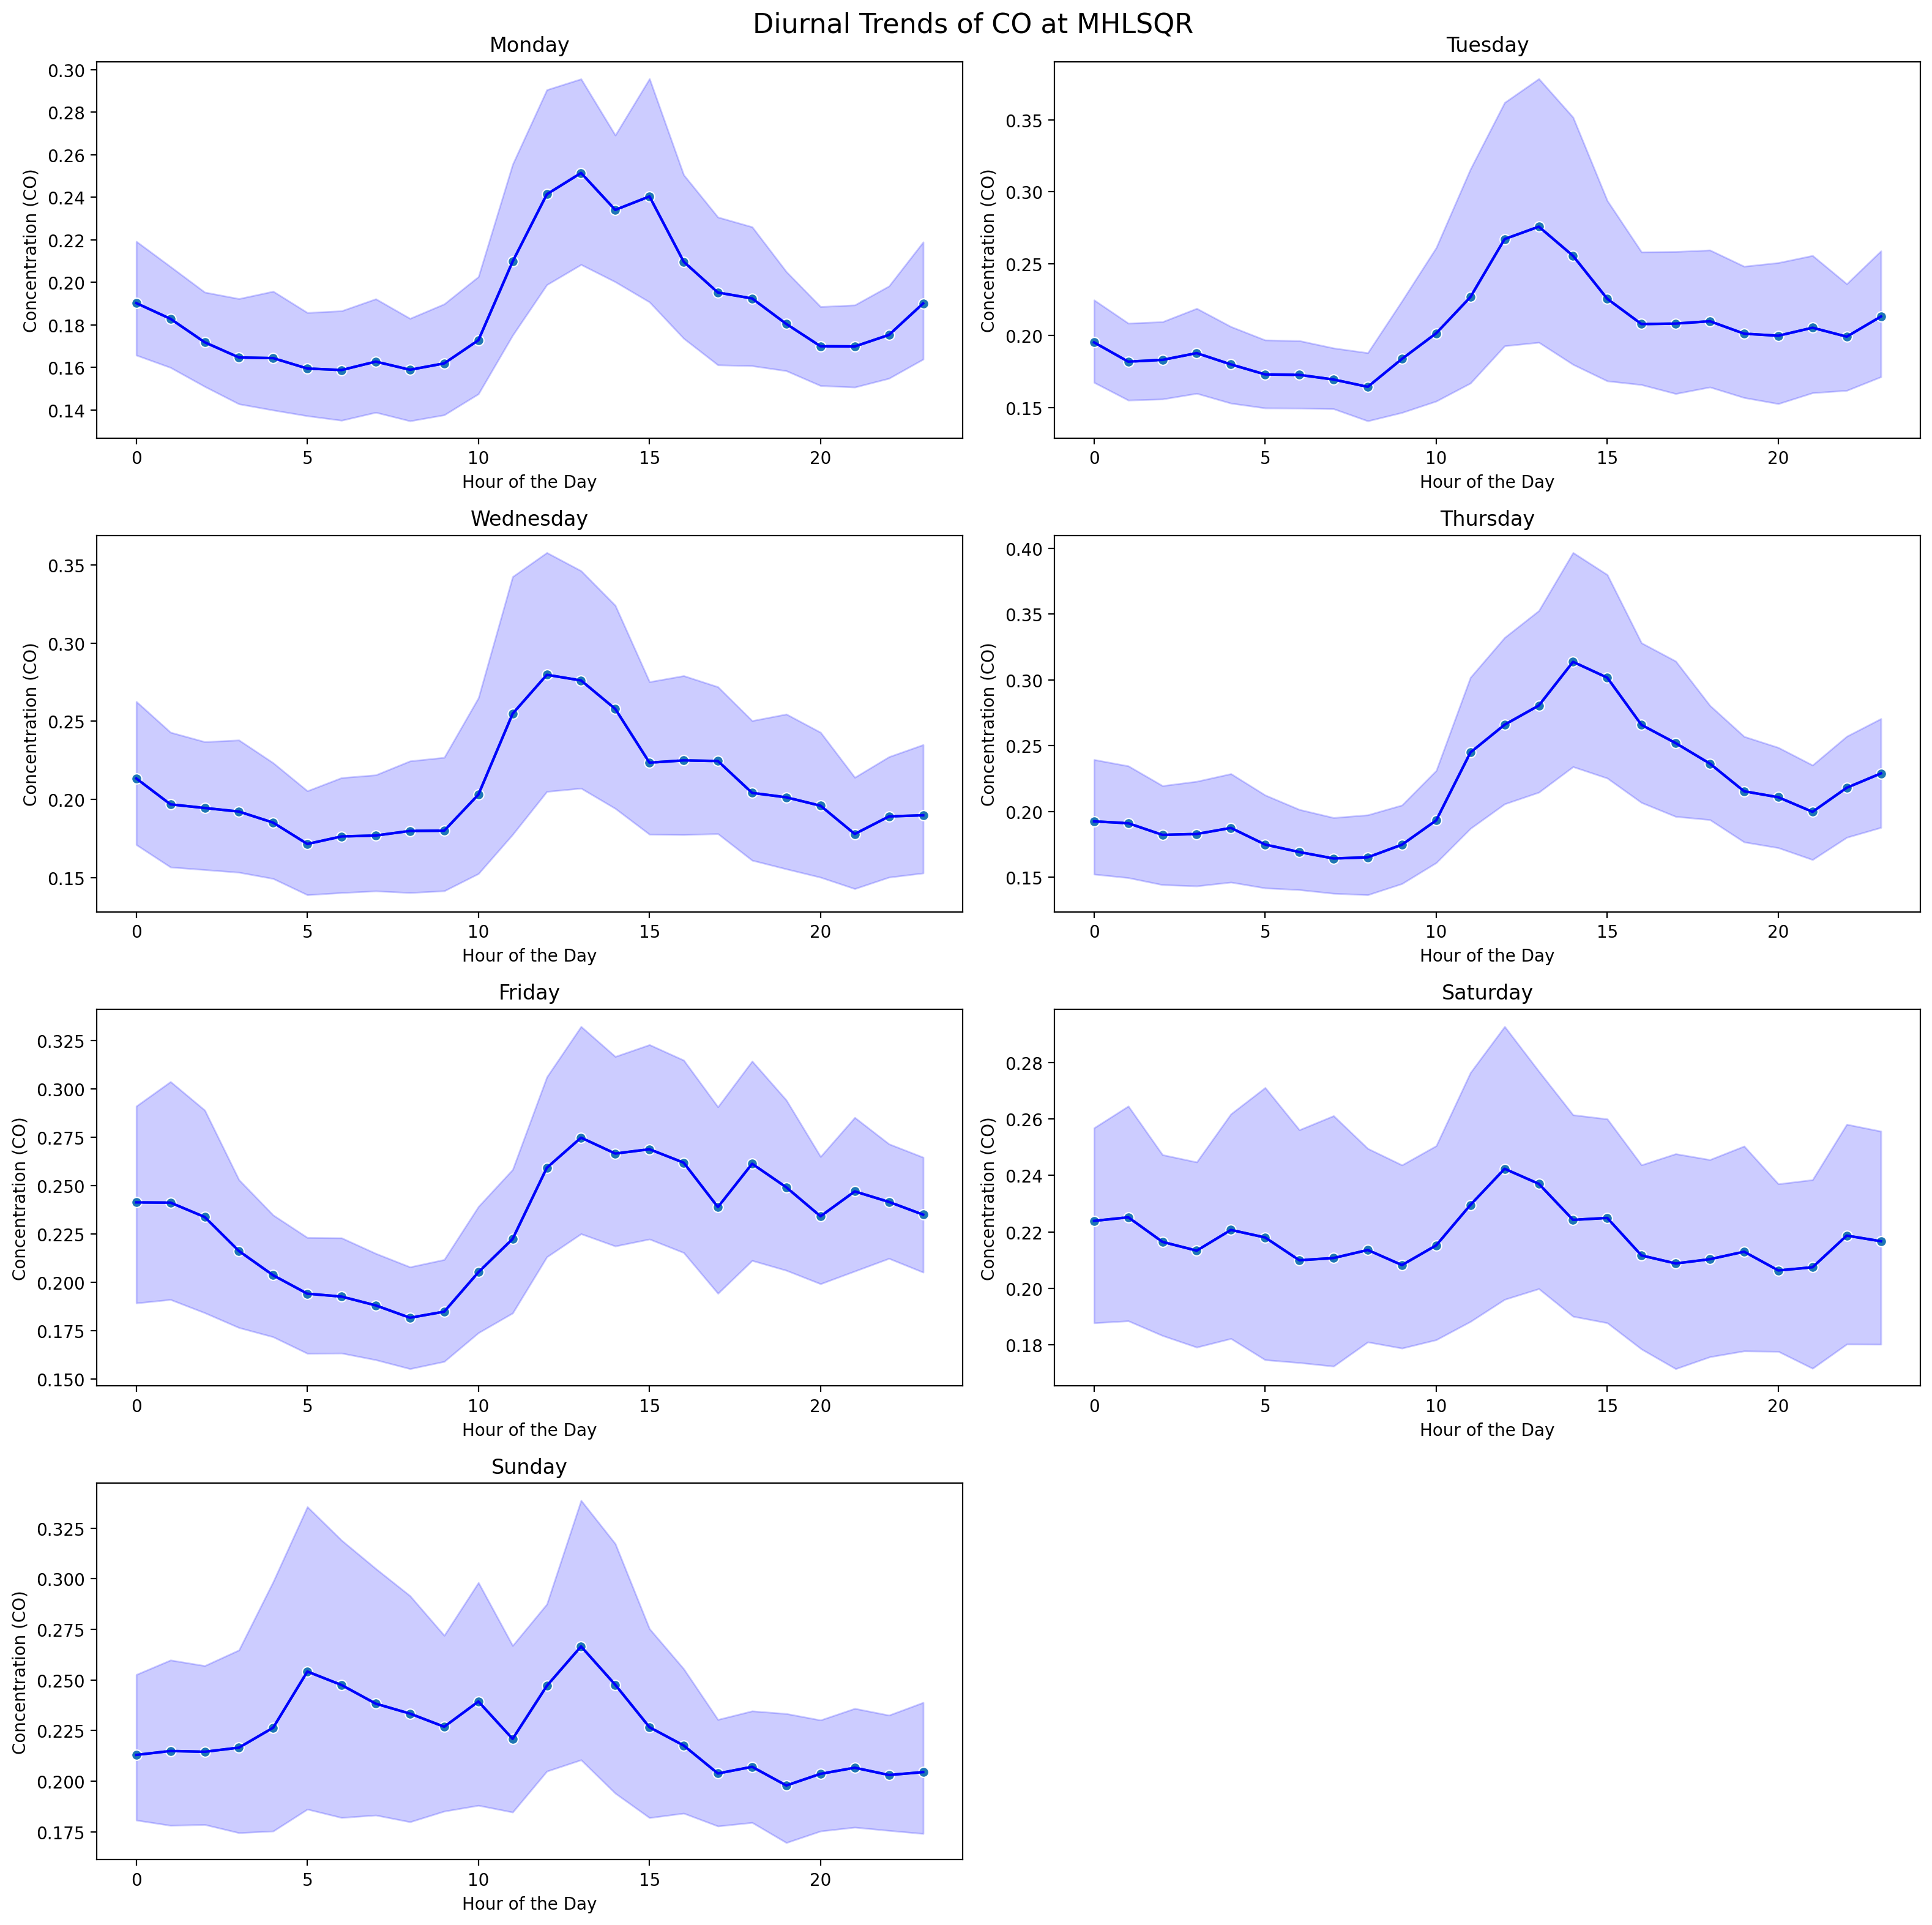 Diurnal Trends of CO at MHLSQR
Monday
Concentration (CO)
0.30
0.28
0.26
0.24
0.22
0.20
0.18
0.16
0.14
0 5 10 15 20
Hour of the Day
Tuesday
Concentration (CO)
0.35
0.30
0.25
0.20
0.15
0 5 10 15 20
Hour of the Day
Wednesday
Concentration (CO)
0.35
0.30
0.25
0.20
0.15
0 5 10 15 20
Hour of the Day
Thursday
Concentration (CO)
0.40
0.35
0.30
0.25
0.20
0.15
0 5 10 15 20
Hour of the Day
Friday
Concentration (CO)
0.325
0.300
0.275
0.250
0.225
0.200
0.175
0.150
0 5 10 15 20
Hour of the Day
Saturday
Concentration (CO)
0.28
0.26
0.24
0.22
0.20
0.18
0 5 10 15 20
Hour of the Day
Sunday
Concentration (CO)
0.325
0.300
0.275
0.250
0.225
0.200
0.175
0 5 10 15 20
Hour of the Day